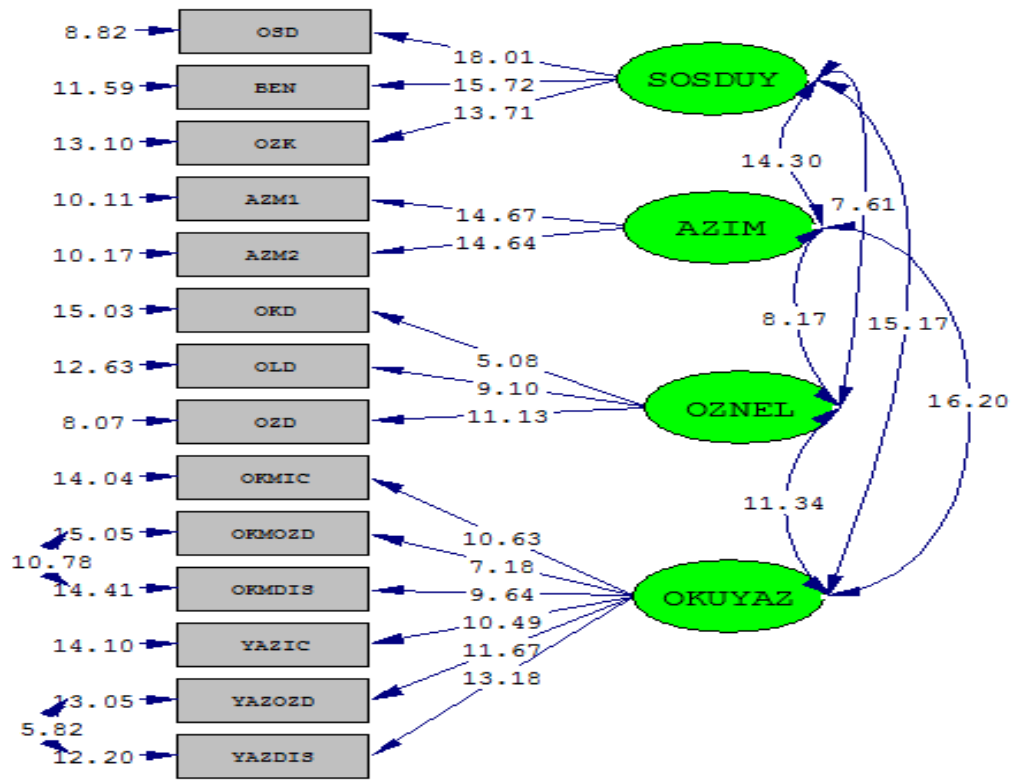 8.82 OSD 18.01 SOSDUY
11.59 BEN 15.72
13.10 OZK 13.71
14.30
10.11 AZM1 14.67 AZIM 7.61
10.17 AZM2 14.64
15.03 OKD 5.08 8.17 15.17
12.63 OLD 9.10
8.07 OZD 11.13 OZNEL 16.20
14.04 OKMIC 10.63 11.34
15.05 OKMOZD 7.18
10.78
14.41 OKMDIS 9.64 OKUYAZ
14.10 YAZIC 10.49
13.05 YAZOZD 11.67
5.82
12.20 YAZDIS 13.18